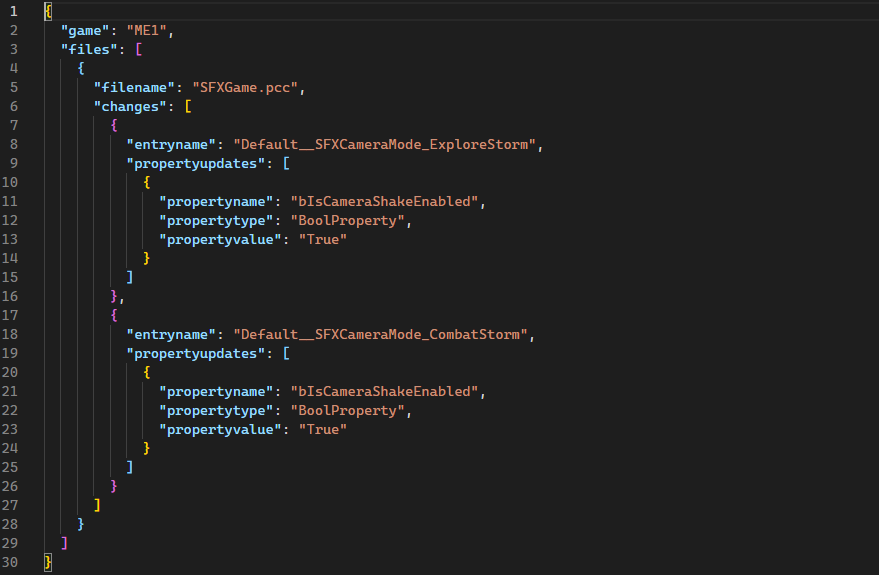 1 {
2   "game": "ME1",
3   "files": [
4     {
5       "filename": "SFXGame.pcc",
6       "changes": [
7         {
8           "entryname": "Default__SFXCameraMode_ExploreStorm",
9           "propertyupdates": [
10             {
11               "propertyname": "bIsCameraShakeEnabled",
12               "propertytype": "BoolProperty",
13               "propertyvalue": "True"
14             }
15           ]
16         },
17         {
18           "entryname": "Default__SFXCameraMode_CombatStorm",
19           "propertyupdates": [
20             {
21               "propertyname": "bIsCameraShakeEnabled",
22               "propertytype": "BoolProperty",
23               "propertyvalue": "True"
24             }
25           ]
26         }
27       ]
28     }
29   ]
30 }